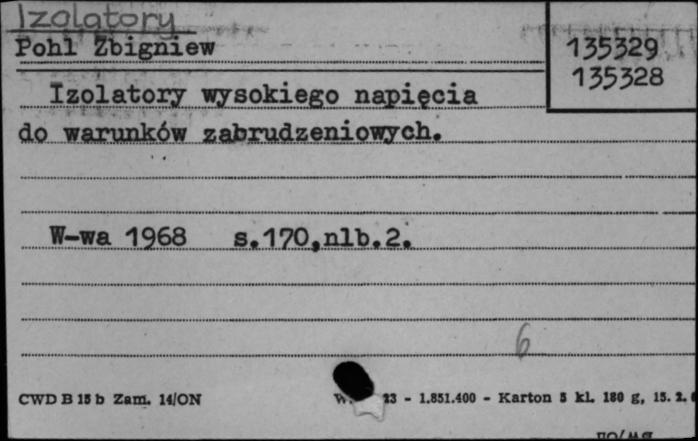 Izolatory
Pohl Zbigniew
135329
135328
Izolatory wysokiego napięcia
do warunków zabrudzeniowych.
W-wa 1968 s.170,nlb.2.
6
CWD B 15 b Zam. 14/ON
23 - 1.851.400 - Karton 5 kl. 180 g, 15. 2.